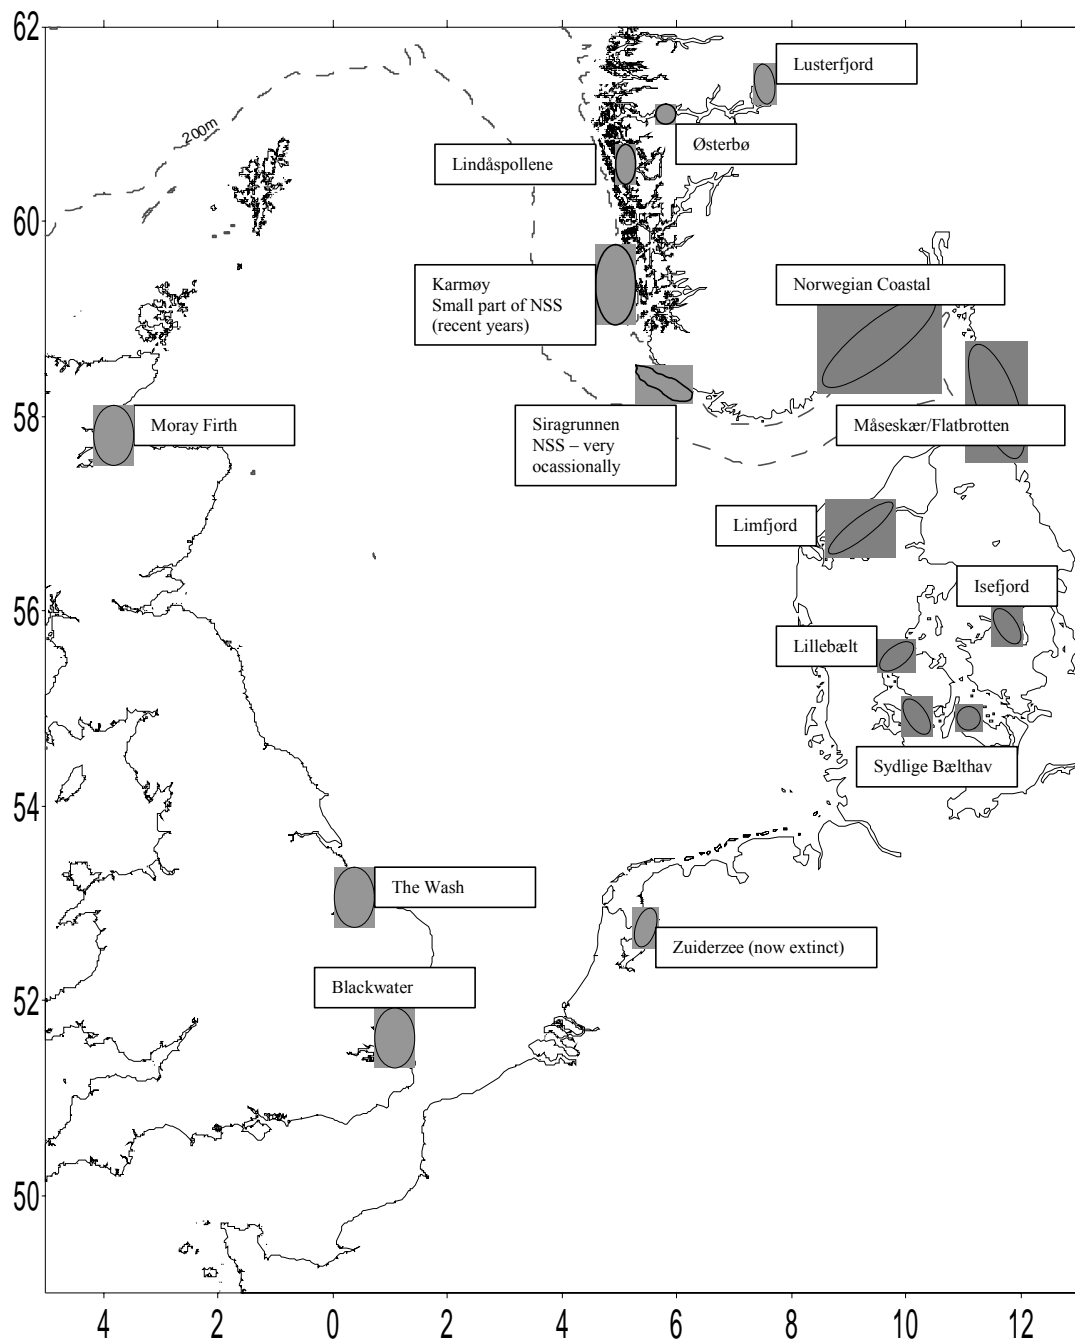 62
Lusterfjord
200m
Østerbø
Lindåspollene
60
Karmøy
Small part of NSS
(recent years)
Norwegian Coastal
58
Moray Firth
Siragrunnen
NSS – very
ocassionally
Måseskær/Flatbrotten
Limfjord
Isefjord
56
Lillebælt
Sydlige Bælthav
54
The Wash
Zuiderzee (now extinct)
52
Blackwater
50
4 2 0 2 4 6 8 10 12